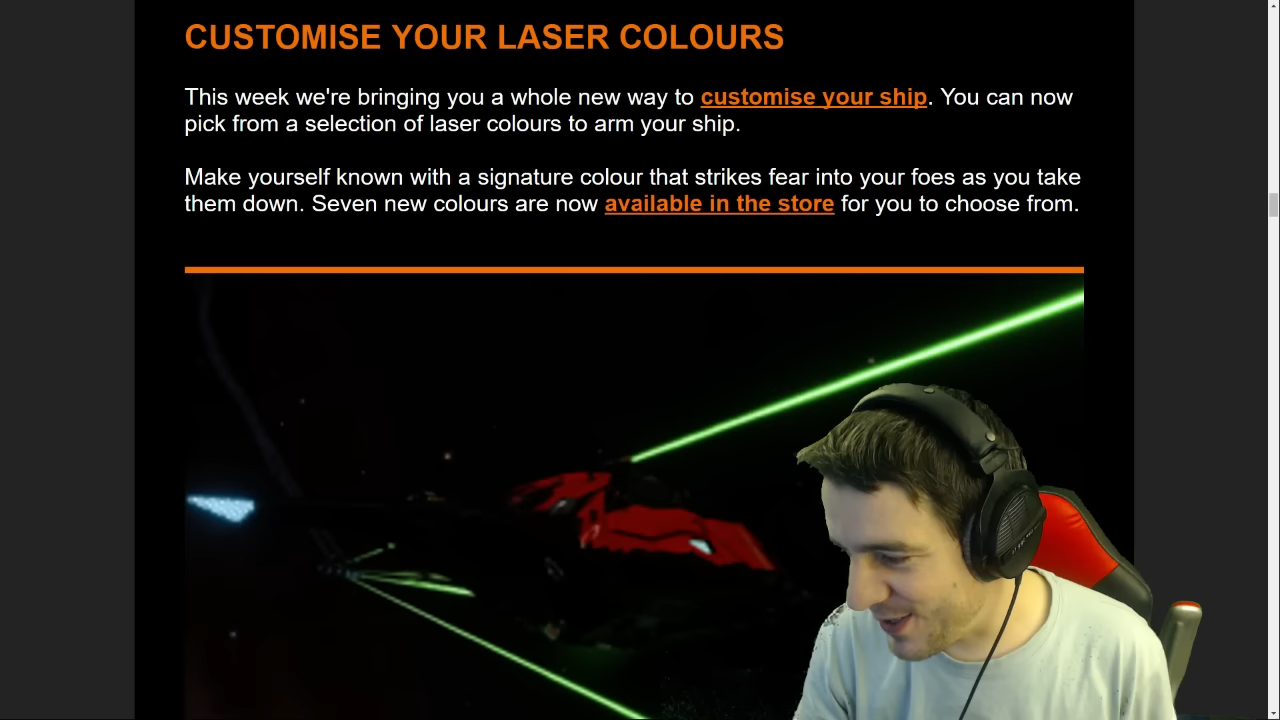 CUSTOMISE YOUR LASER COLOURS
This week we're bringing you a whole new way to customise your ship. You can now
pick from a selection of laser colours to arm your ship.
Make yourself known with a signature colour that strikes fear into your foes as you take
them down. Seven new colours are now available in the store for you to choose from.